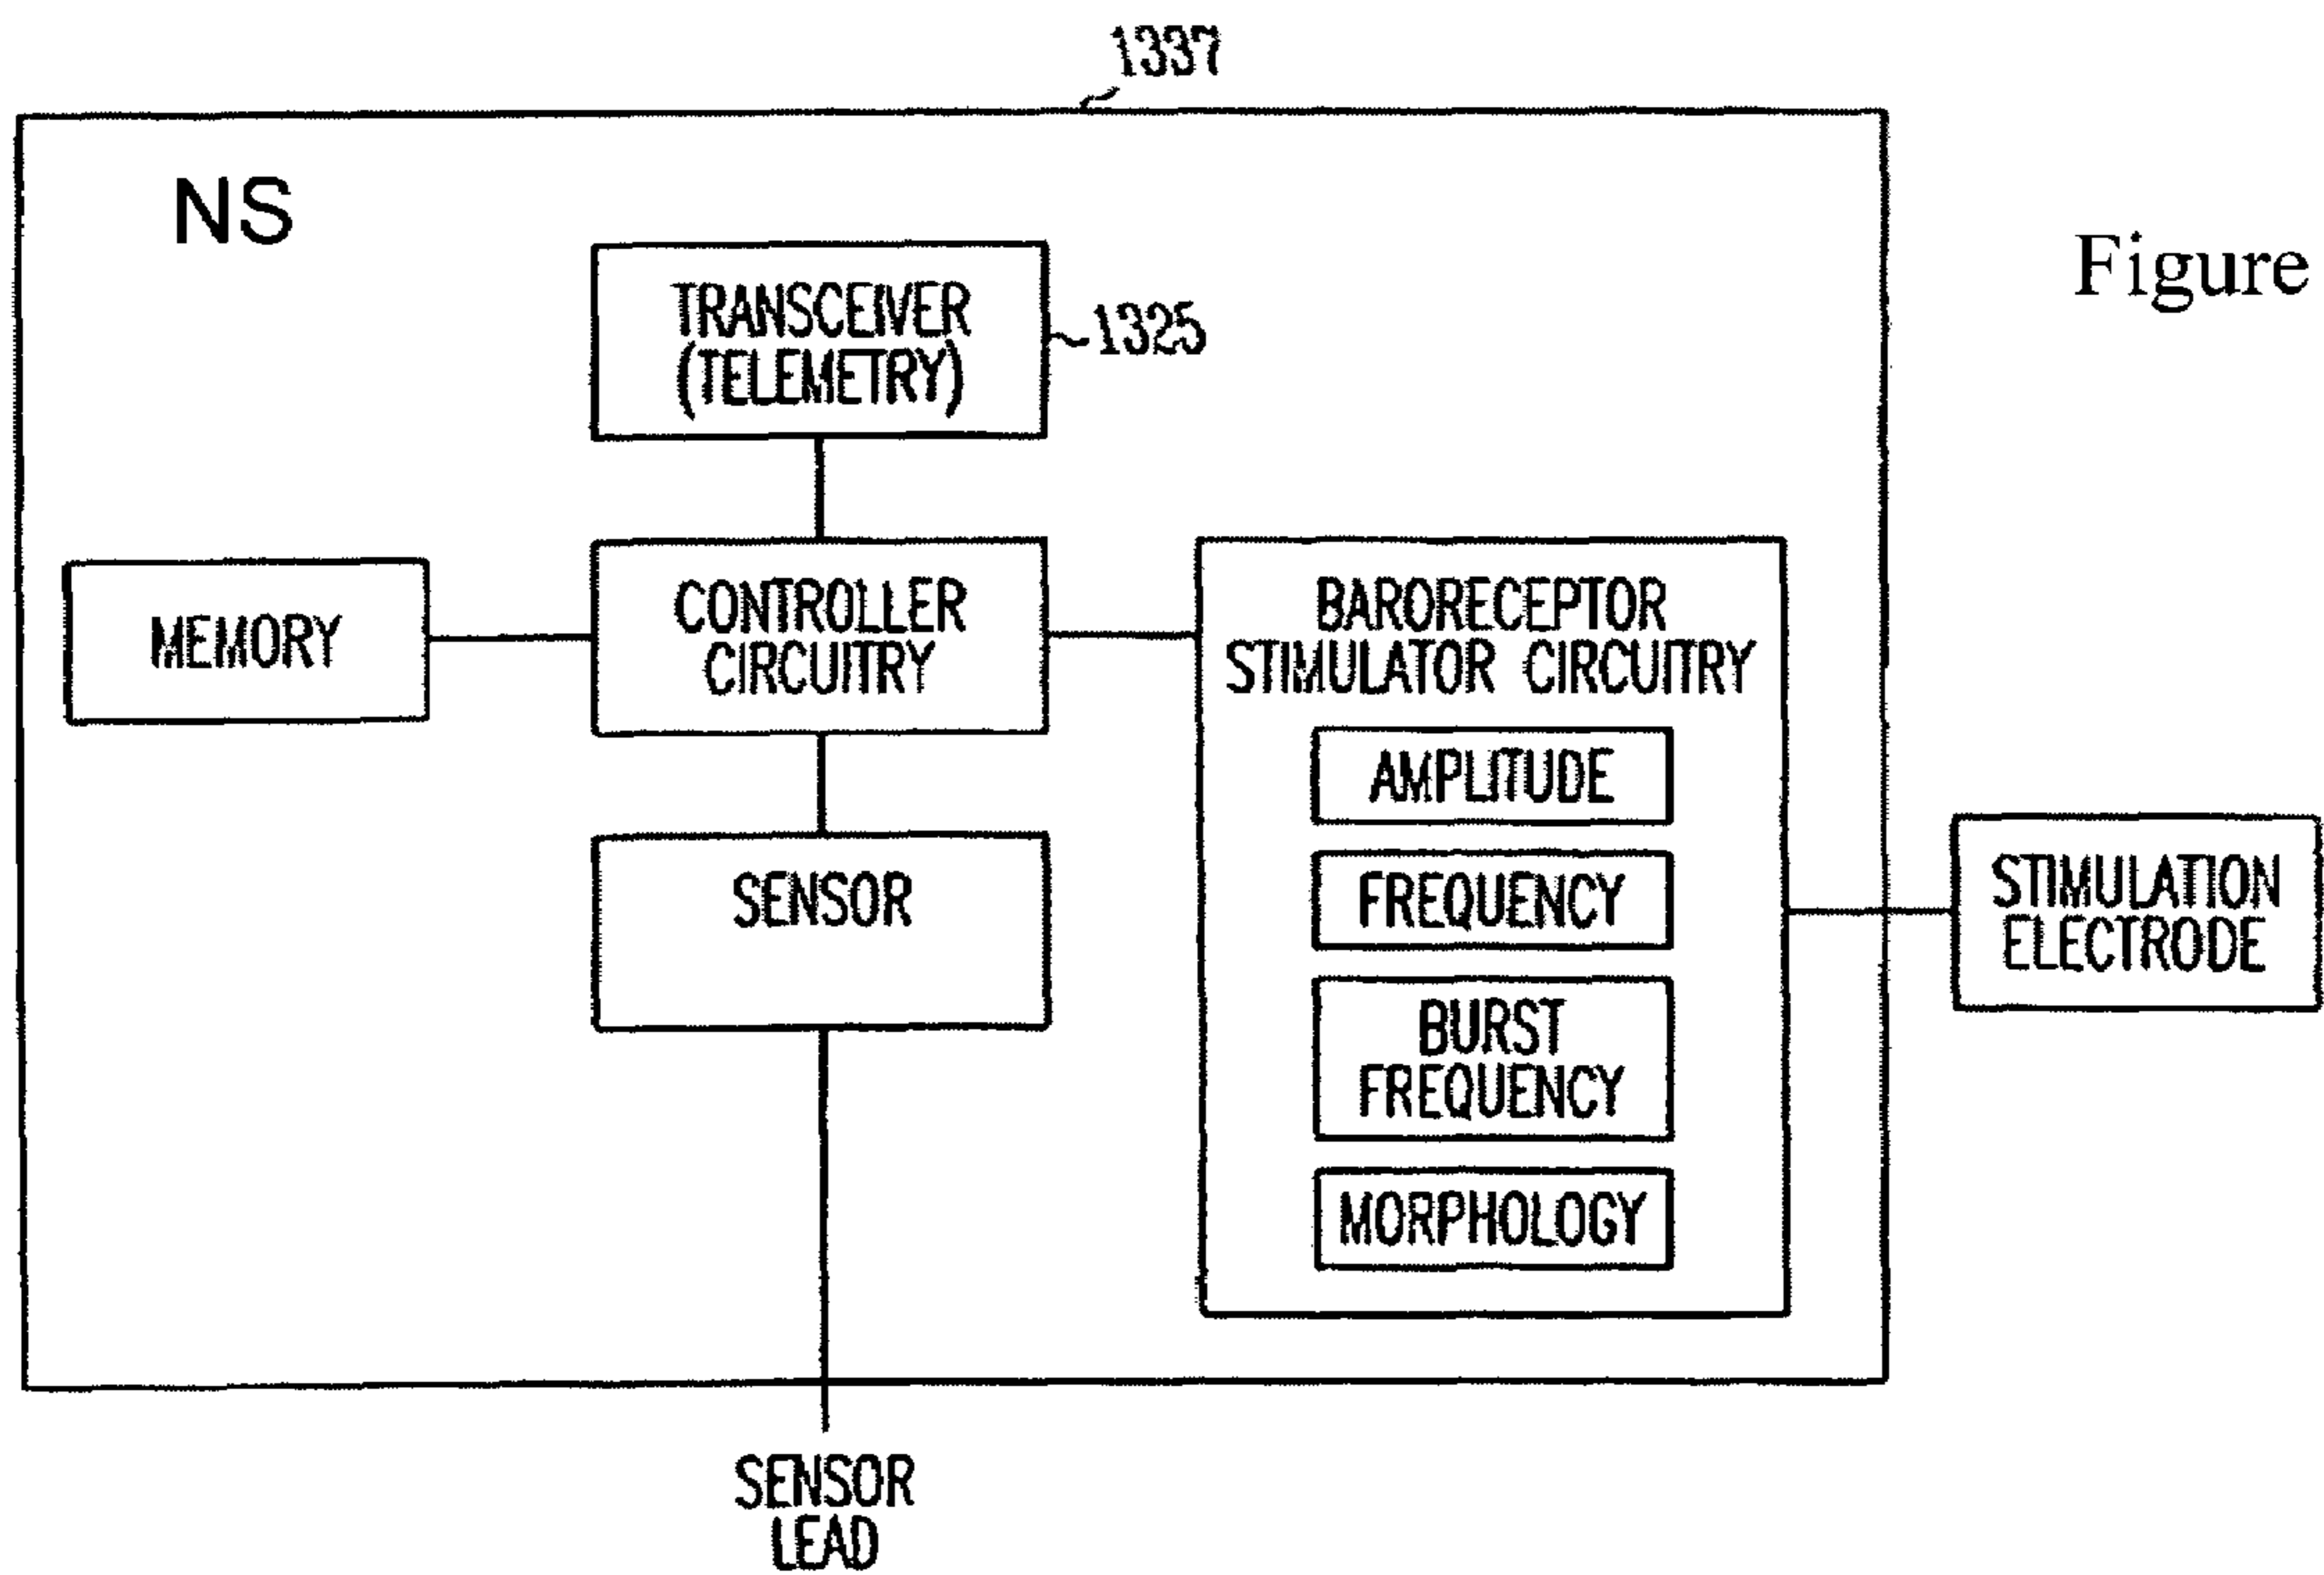 1337
NS
Figure
TRANSCEIVER
(TELEMETRY)
1325
MEMORY
CONTROLLER
CIRCUITRY
BARORECEPTOR
STIMULATOR CIRCUITRY
AMPLITUDE
FREQUENCY
BURST
FREQUENCY
MORPHOLOGY
SENSOR
STIMULATION
ELECTRODE
SENSOR
LEAD